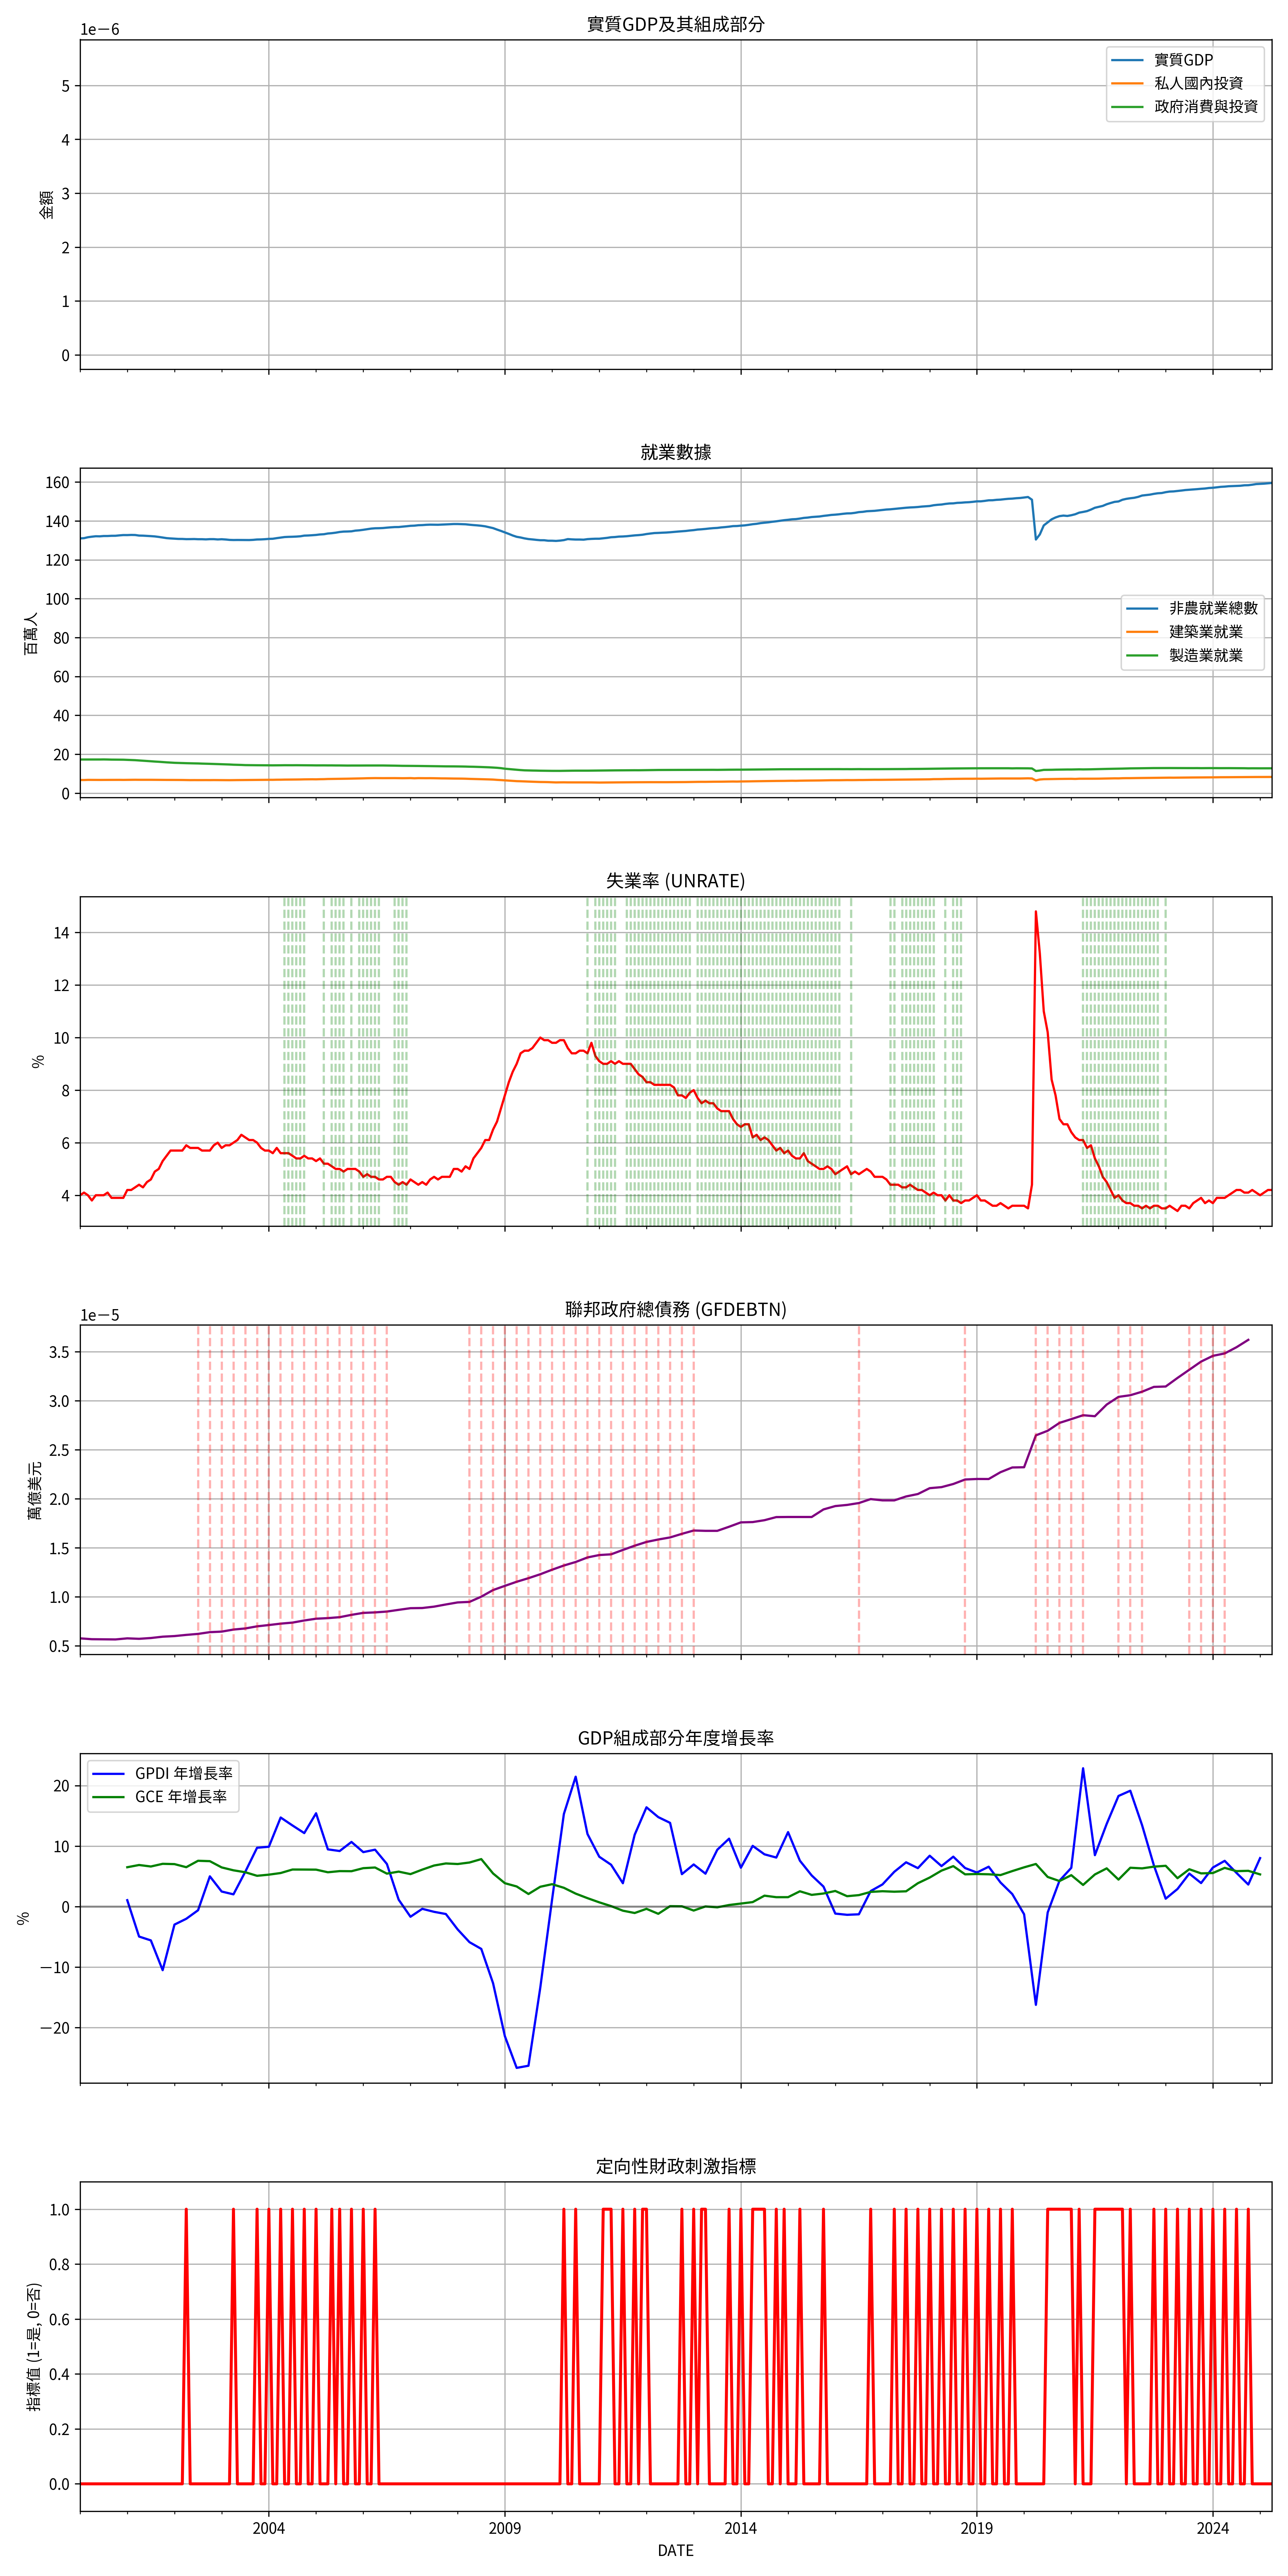 實質GDP及其組成部分
1e−6
5
4
3
2
1
0
金額
實質GDP
私人國內投資
政府消費與投資
就業數據
160
140
120
100
80
60
40
20
0
百萬人
非農就業總數
建築業就業
製造業就業
失業率 (UNRATE)
14
12
10
8
6
4
%
聯邦政府總債務 (GFDEBTN)
1e−5
3.5
3.0
2.5
2.0
1.5
1.0
0.5
萬億美元
GDP組成部分年度增長率
20
10
0
−10
−20
%
GPDI 年增長率
GCE 年增長率
定向性財政刺激指標
1.0
0.8
0.6
0.4
0.2
0.0
指標值 (1=是, 0=否)
2004 2009 2014 2019 2024
DATE